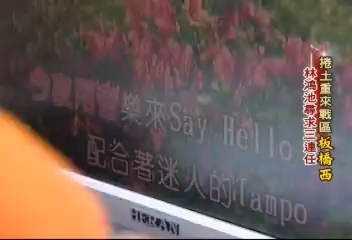 捲土重來戰區 板橋西
林鴻池尋求三連任
樂來Say Hello
配合著迷人的Tampo
HERAN